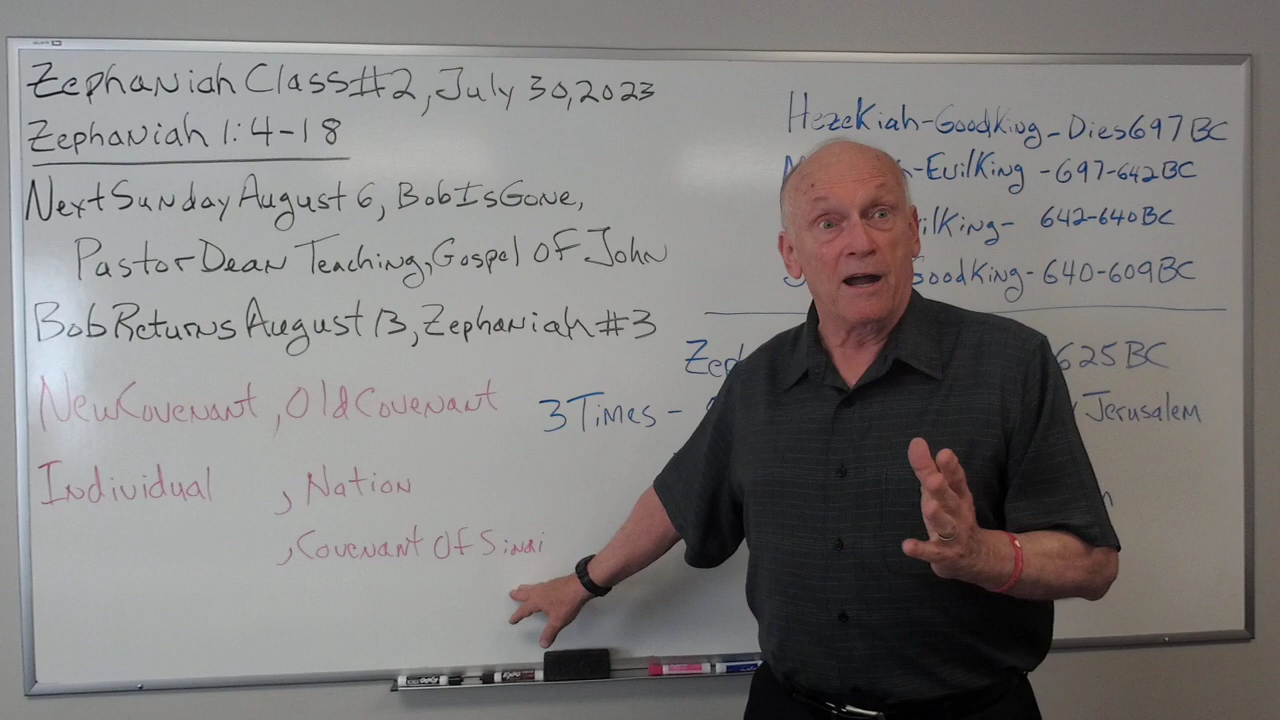 Zephaniah Class #2, July 30, 2023
Zephaniah 1:4-18
Next Sunday August 6, Bob Is Gone,
Pastor Dean Teaching, Gospel Of John
Bob Returns August 13, Zephaniah #3
New Covenant, Old Covenant
Individual , Nation
, Covenant Of Sinai
Hezekiah - Good King - Dies 697 BC
h - Evil King - 697-642 BC
ilKing - 642-640 BC
Good King - 640-609 BC
Zep 625 BC
3 Times - Jerusalem
EXPO